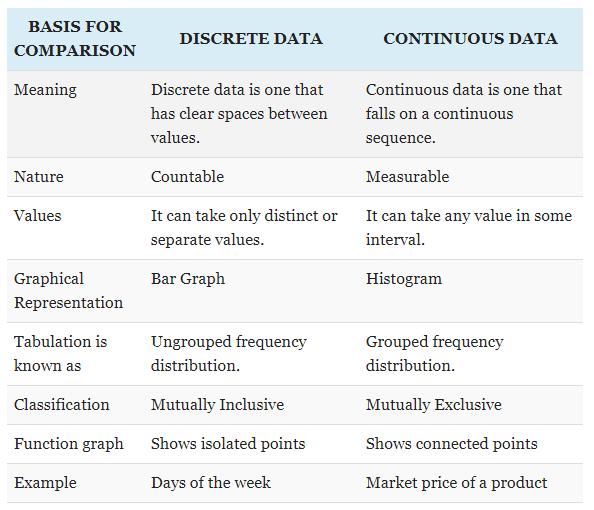 BASIS FOR
COMPARISON
DISCRETE DATA
CONTINUOUS DATA
Meaning
Discrete data is one that
has clear spaces between
values.
Continuous data is one that
falls on a continuous
sequence.
Nature
Countable
Measurable
Values
It can take only distinct or
separate values.
It can take any value in some
interval.
Graphical
Representation
Bar Graph
Histogram
Tabulation is
known as
Ungrouped frequency
distribution.
Grouped frequency
distribution.
Classification
Mutually Inclusive
Mutually Exclusive
Function graph
Shows isolated points
Shows connected points
Example
Days of the week
Market price of a product